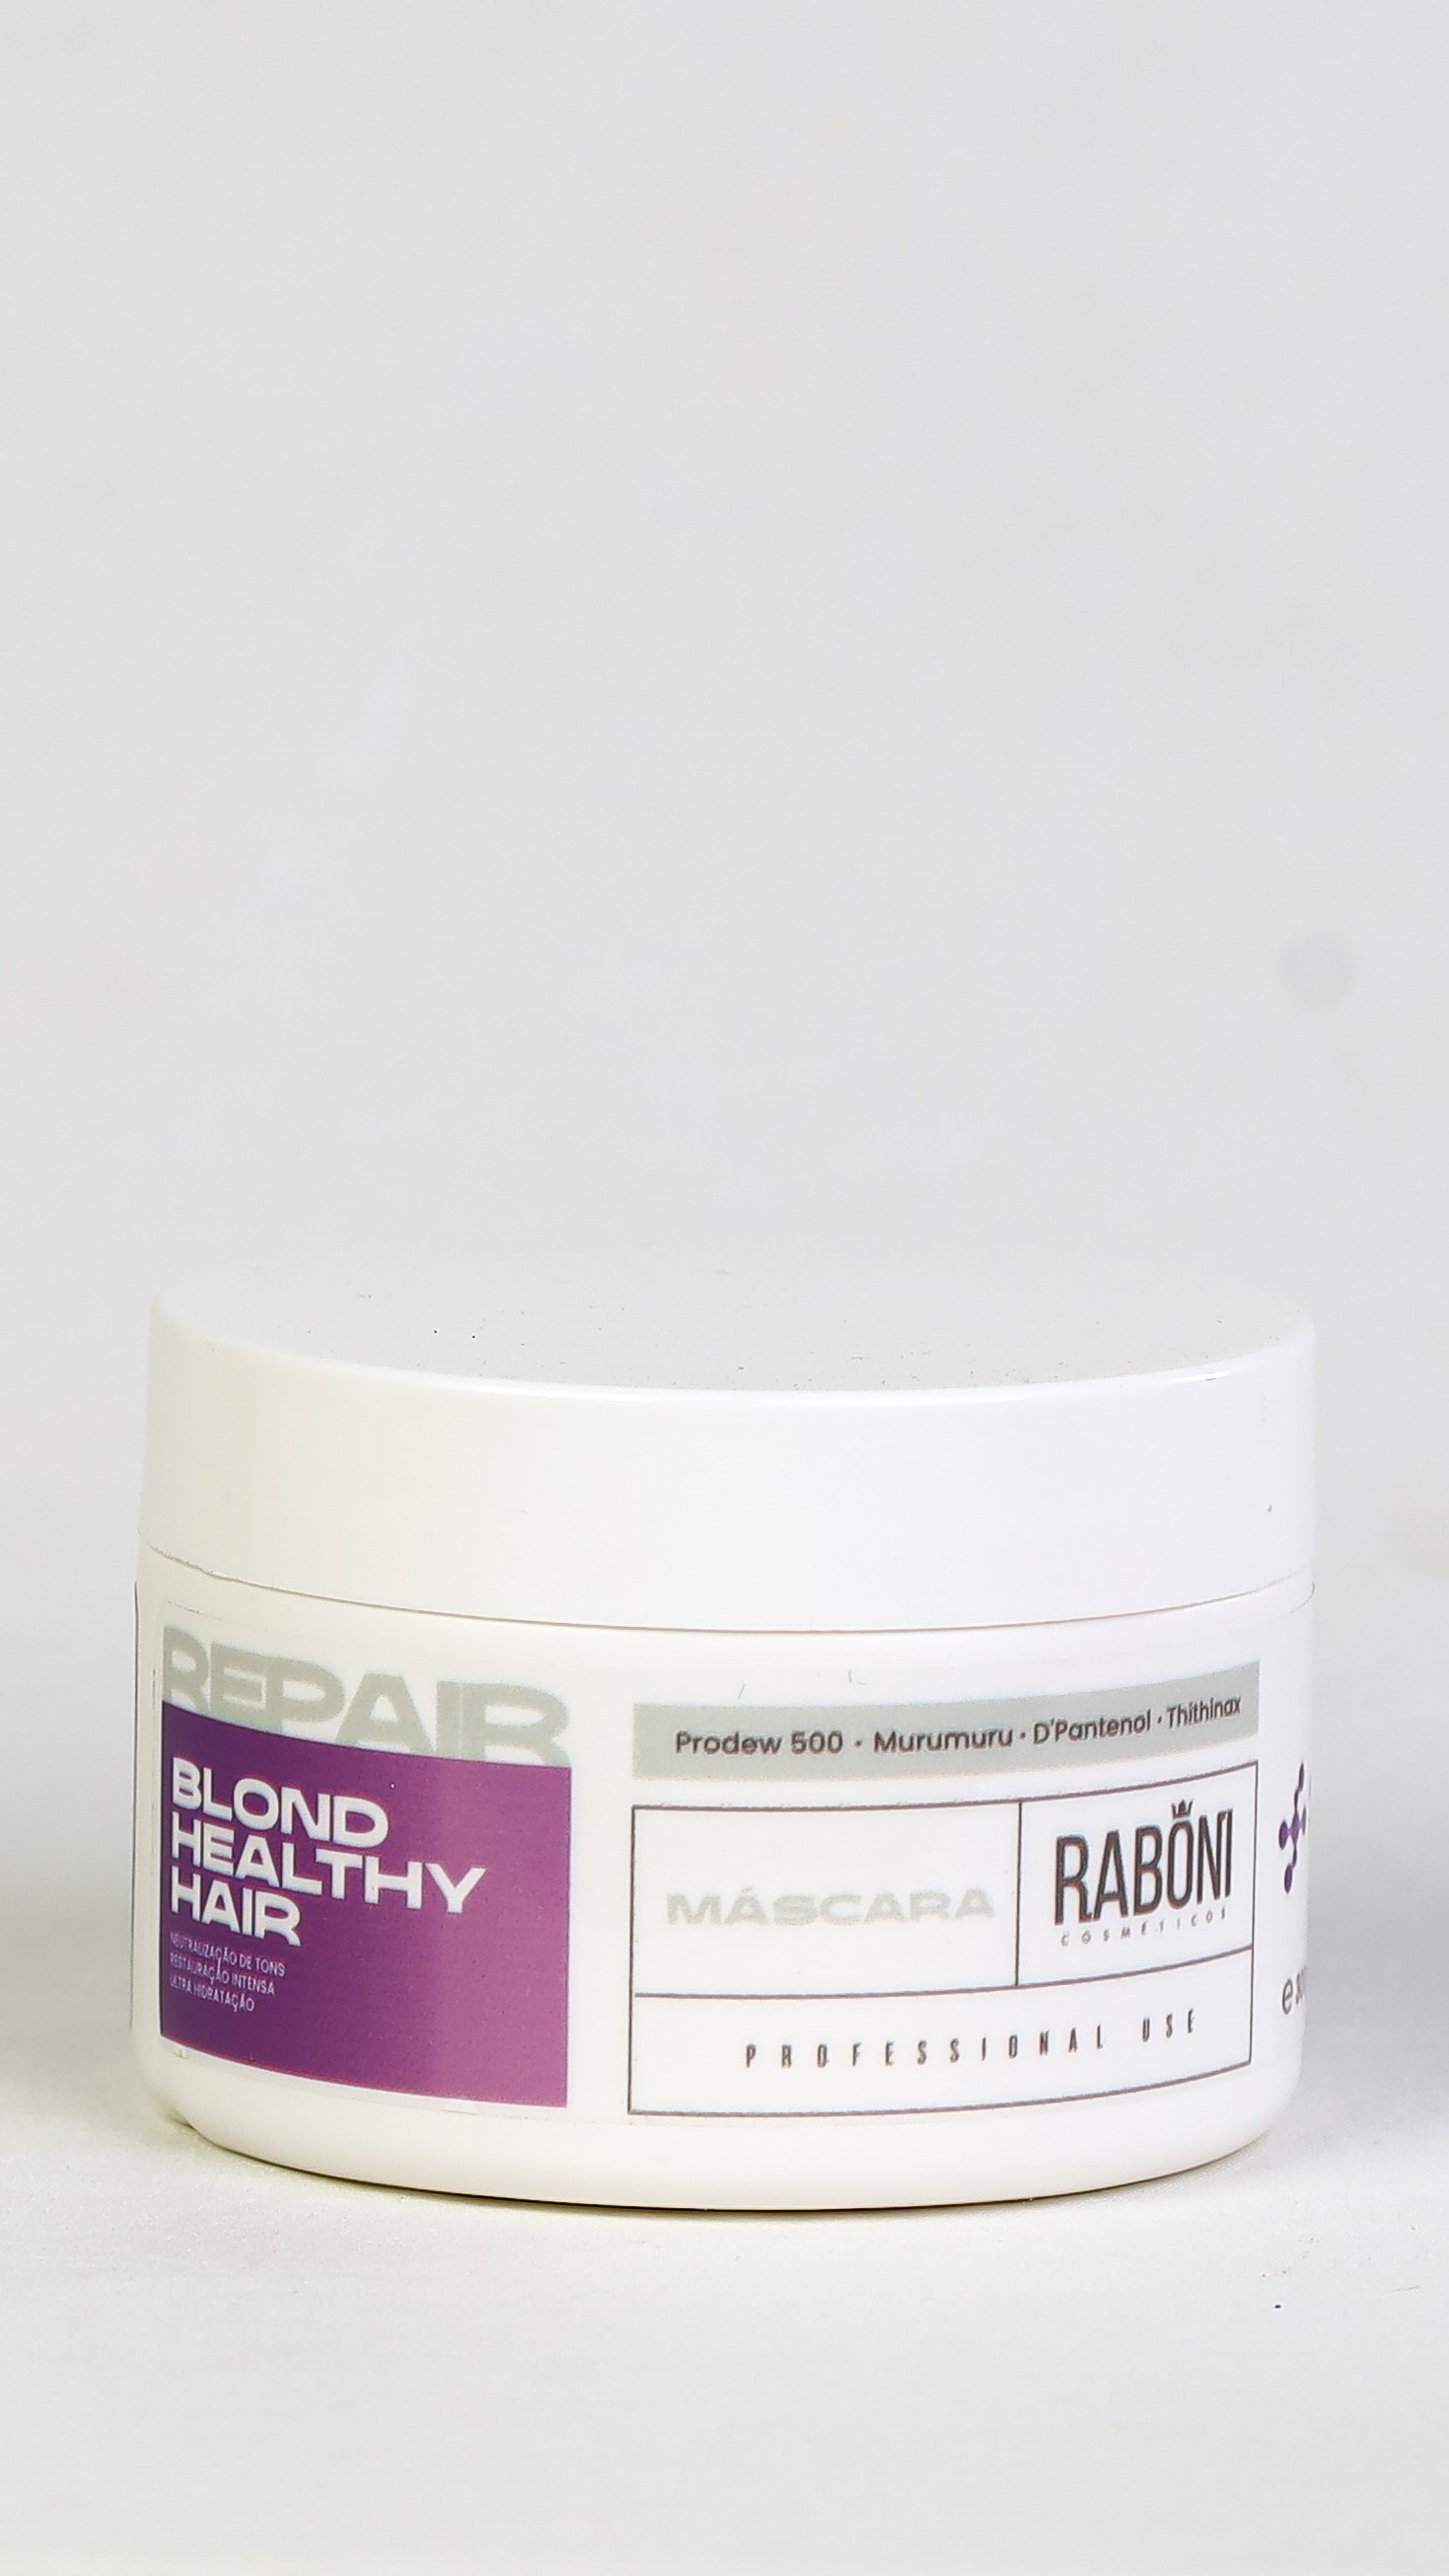 REPAIR
BLOND
HEALTHY
HAIR
NEUTRALIZAÇÃO DE TONS
RESTAURAÇÃO INTENSA
ULTRA HIDRATAÇÃO
Prodew 500 • Murumuru • D'Pantenol • Thithinax
MÁSCARA
RABONI
COSMÉTICOS
PROFESSIONAL USE
e